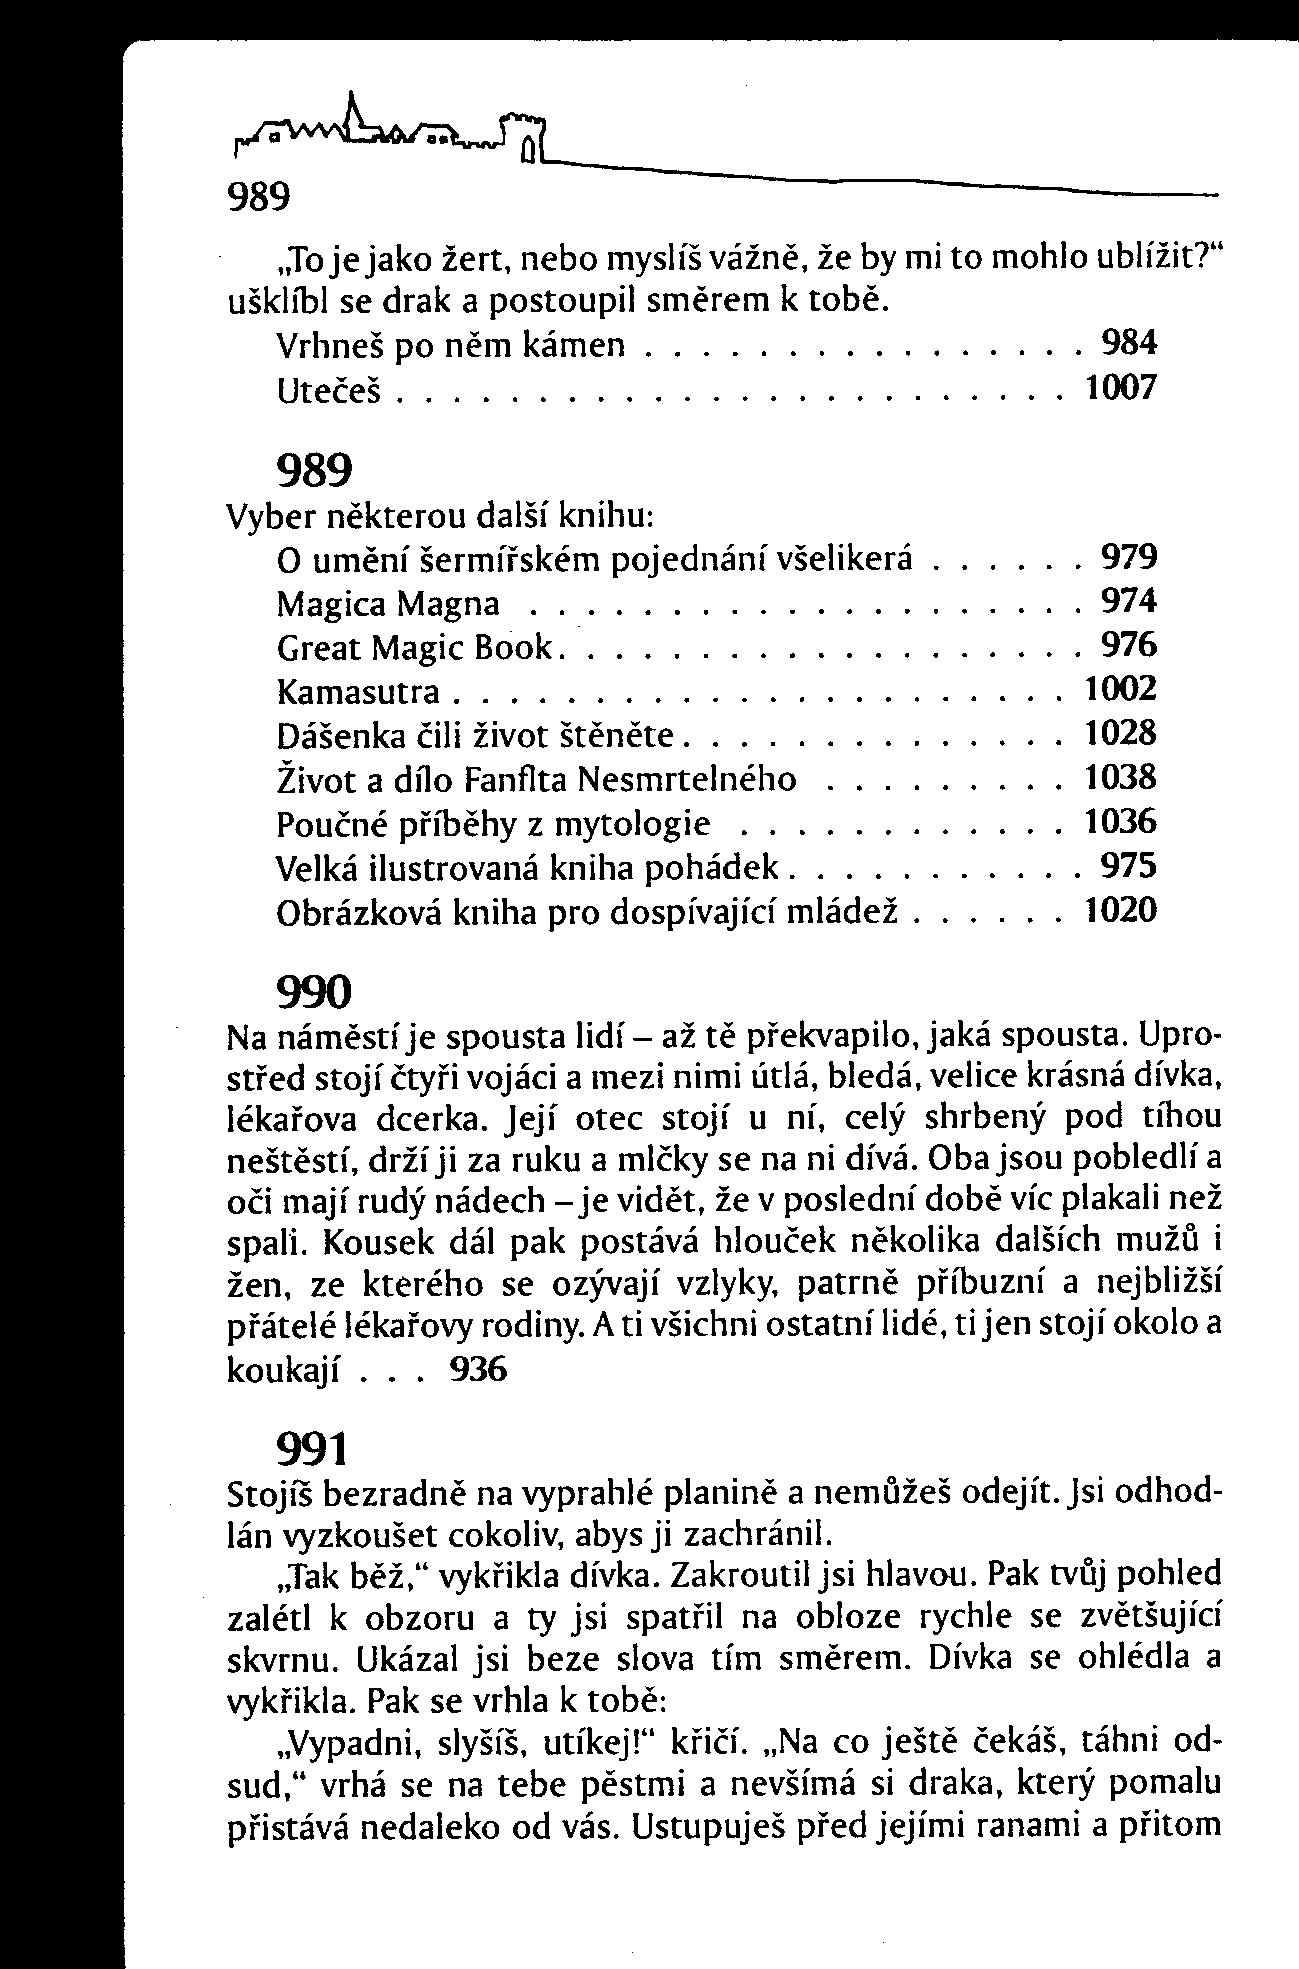 989
„To je jako žert, nebo myslíš vážně, že by mi to mohlo ublížit?“
ušklíbl se drak a postoupil směrem k tobě.
Vrhneš po něm kámen . . . . . . . . . . . . . . . . 984
Utečeš . . . . . . . . . . . . . . . . . . . . . . . . 1007
989
Vyber některou další knihu:
O umění šermířském pojednání všelikerá . . . . . . 979
Magica Magna . . . . . . . . . . . . . . . . . . . . 974
Great Magic Book. . . . . . . . . . . . . . . . . . . 976
Kamasutra . . . . . . . . . . . . . . . . . . . . . . 1002
Dášenka čili život štěněte. . . . . . . . . . . . . . 1028
Život a dílo Fanflta Nesmrtelného . . . . . . . . . 1038
Poučné příběhy z mytologie . . . . . . . . . . . . 1036
Velká ilustrovaná kniha pohádek. . . . . . . . . . . 975
Obrázková kniha pro dospívající mládež . . . . . . 1020
990
Na náměstí je spousta lidí – až tě překvapilo, jaká spousta. Upro-
střed stojí čtyři vojáci a mezi nimi útlá, bledá, velice krásná dívka,
lékařova dcerka. Její otec stojí u ní, celý shrbený pod tíhou
neštěstí, drží ji za ruku a mlčky se na ni dívá. Oba jsou pobledlí a
oči mají rudý nádech – je vidět, že v poslední době víc plakali než
spali. Kousek dál pak postává hlouček několika dalších mužů i
žen, ze kterého se ozývají vzlyky, patrně příbuzní a nejbližší
přátelé lékařovy rodiny. A ti všichni ostatní lidé, ti jen stojí okolo a
koukají . . . 936
991
Stojíš bezradně na vyprahlé planině a nemůžeš odejít. Jsi odhod-
lán vyzkoušet cokoliv, abys ji zachránil.
„Tak běž,“ vykřikla dívka. Zakroutil jsi hlavou. Pak tvůj pohled
zalétl k obzoru a ty jsi spatřil na obloze rychle se zvětšující
skvrnu. Ukázal jsi beze slova tím směrem. Dívka se ohlédla a
vykřikla. Pak se vrhla k tobě:
„Vypadni, slyšíš, utíkej!“ křičí. „Na co ještě čekáš, táhni od-
sud,“ vrhá se na tebe pěstmi a nevšímá si draka, který pomalu
přistává nedaleko od vás. Ustupuješ před jejími ranami a přitom